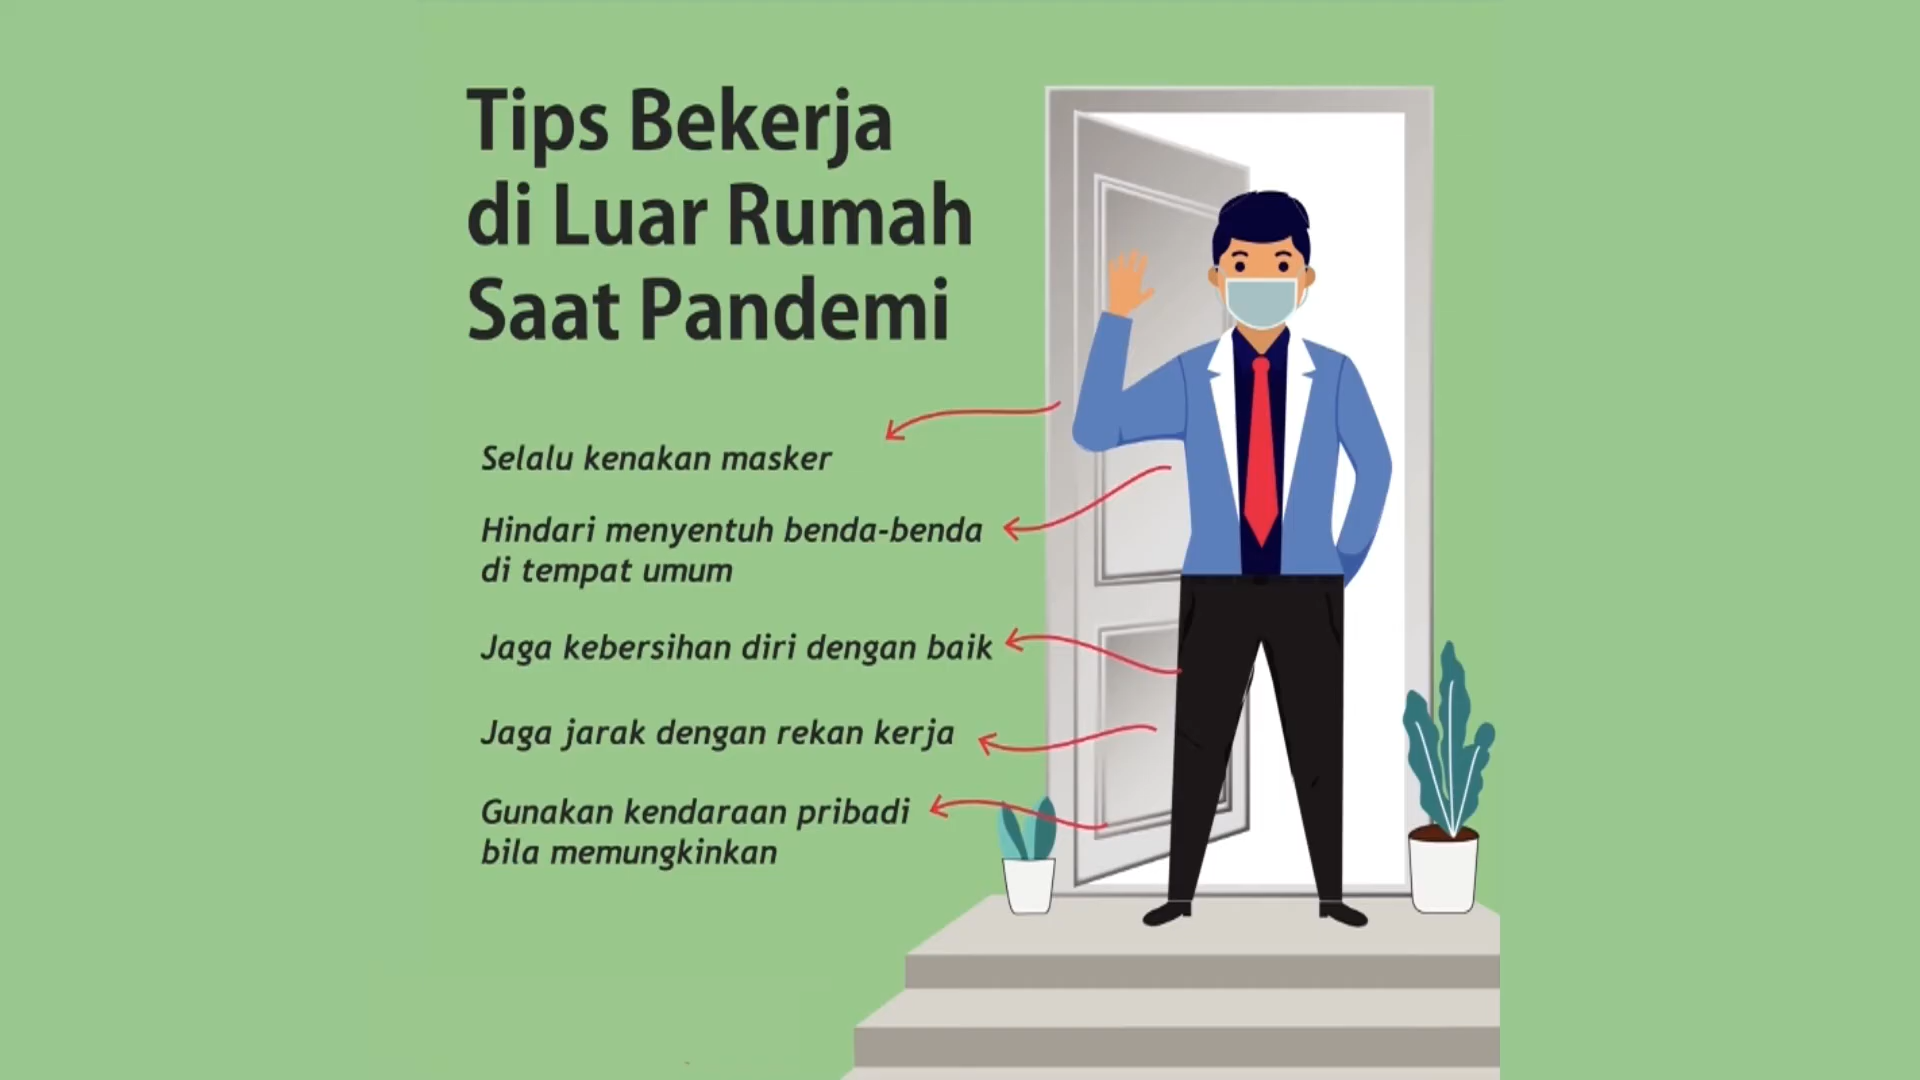 Tips Bekerja
di Luar Rumah
Saat Pandemi
Selalu kenakan masker
Hindari menyentuh benda-benda
di tempat umum
Jaga kebersihan diri dengan baik
Jaga jarak dengan rekan kerja
Gunakan kendaraan pribadi
bila memungkinkan